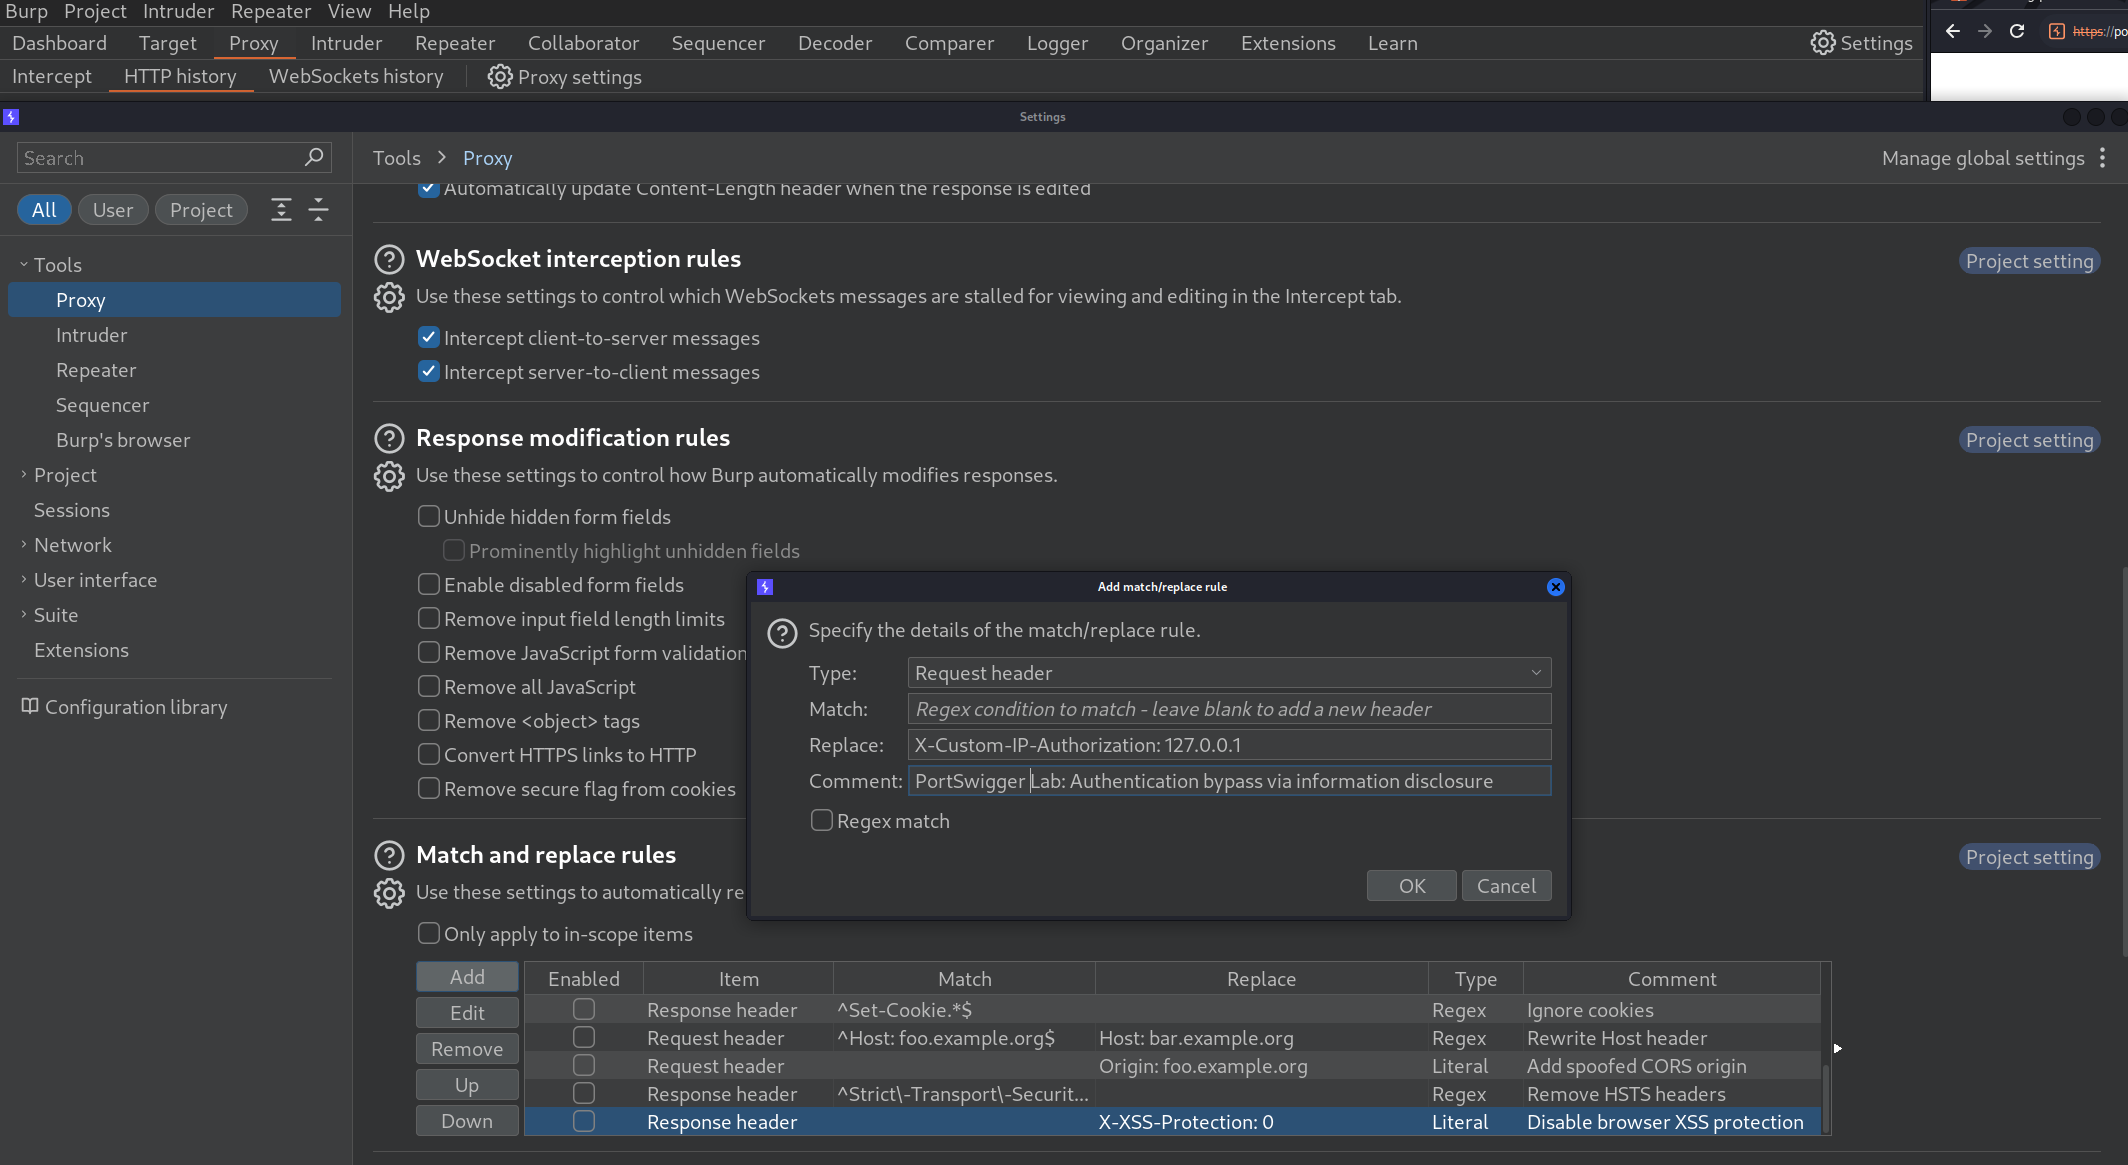 Burp Project Intruder Repeater View Help
Dashboard Target Proxy Intruder Repeater Collaborator Sequencer Decoder Comparer Logger Organizer Extensions Learn Settings
https://po
Intercept HTTP history WebSockets history Proxy settings
Settings
Search
Tools > Proxy
Manage global settings
All User Project
Automatically update Content-Length header when the response is edited
Tools
Proxy
Intruder
Repeater
Sequencer
Burp's browser
Project
Sessions
Network
User interface
Suite
Extensions
Configuration library
WebSocket interception rules
Project setting
Use these settings to control which WebSockets messages are stalled for viewing and editing in the Intercept tab.
Intercept client-to-server messages
Intercept server-to-client messages
Response modification rules
Project setting
Use these settings to control how Burp automatically modifies responses.
Unhide hidden form fields
Prominently highlight unhidden fields
Enable disabled form fields
Remove input field length limits
Remove JavaScript form validation
Remove all JavaScript
Remove <object> tags
Convert HTTPS links to HTTP
Remove secure flag from cookies
Add match/replace rule
Specify the details of the match/replace rule.
Type: Request header
Match: Regex condition to match - leave blank to add a new header
Replace: X-Custom-IP-Authorization: 127.0.0.1
Comment: PortSwigger Lab: Authentication bypass via information disclosure
Regex match
OK Cancel
Match and replace rules
Project setting
Use these settings to automatically re
Only apply to in-scope items
Add
Edit
Remove
Up
Down
Enabled Item Match Replace Type Comment
Response header ^Set-Cookie.*$ Regex Ignore cookies
Request header ^Host: foo.example.org$ Host: bar.example.org Regex Rewrite Host header
Request header Origin: foo.example.org Literal Add spoofed CORS origin
Response header ^Strict\-Transport\-Securit... Regex Remove HSTS headers
Response header X-XSS-Protection: 0 Literal Disable browser XSS protection